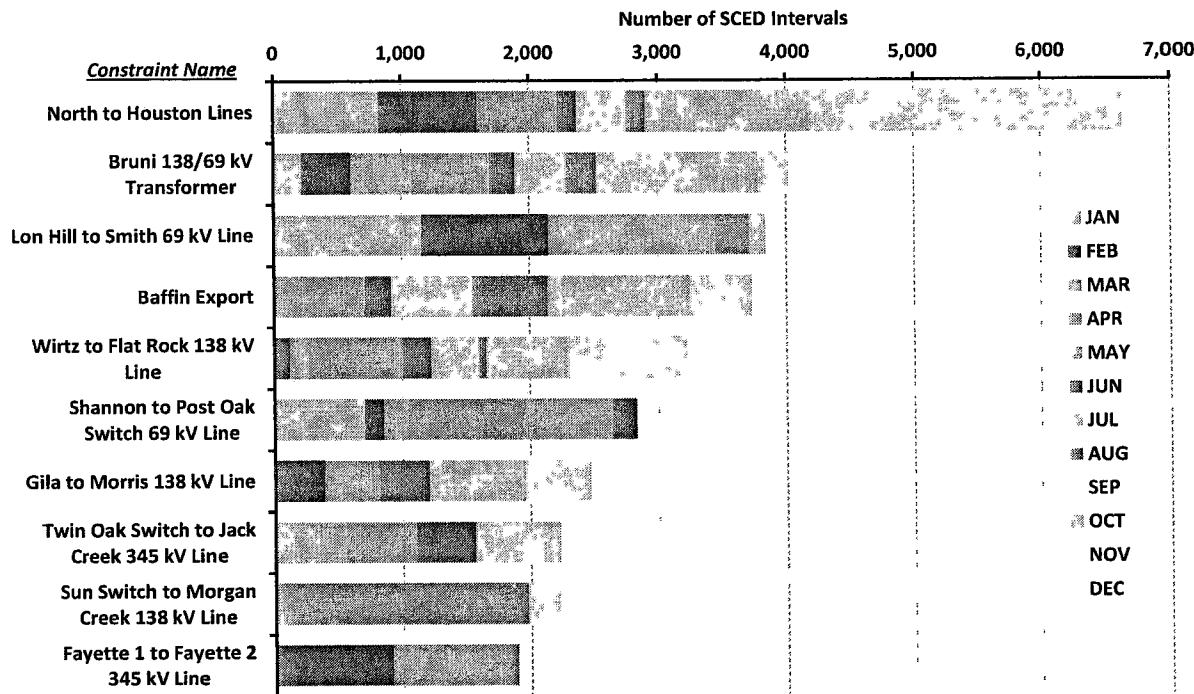 Number of SCED Intervals
0 1,000 2,000 3,000 4,000 5,000 6,000 7,000
Constraint Name
North to Houston Lines
Bruni 138/69 kV
Transformer
Lon Hill to Smith 69 kV Line
Baffin Export
Wirtz to Flat Rock 138 kV
Line
Shannon to Post Oak
Switch 69 kV Line
Gila to Morris 138 kV Line
Twin Oak Switch to Jack
Creek 345 kV Line
Sun Switch to Morgan
Creek 138 kV Line
Fayette 1 to Fayette 2
345 kV Line
JAN
FEB
MAR
APR
MAY
JUN
JUL
AUG
SEP
OCT
NOV
DEC